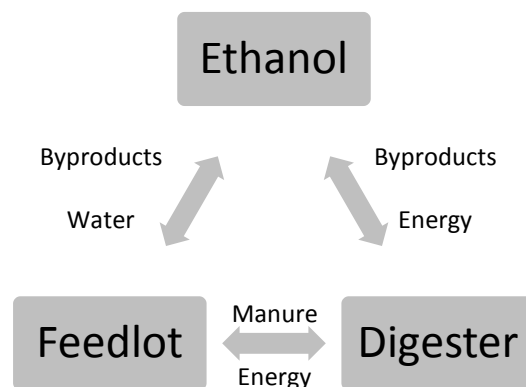 Ethanol
Byproducts
Byproducts
Water
Energy
Feedlot
Manure
Energy
Digester